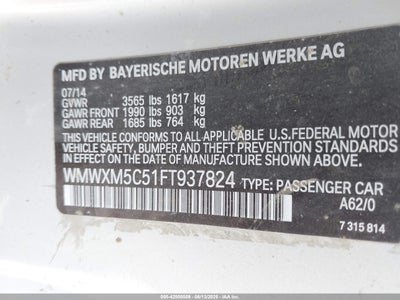 MFD BY BAYERISCHE MOTOREN WERKE AG
07/14
GVWR 3565 lbs 1617 kg
GAWR FRONT 1990 lbs 903 kg
GAWR REAR 1685 lbs 764 kg
THIS VEHICLE CONFORMS TO ALL APPLICABLE U.S.FEDERAL MOTOR
VEHICLE SAFETY, BUMPER, AND THEFT PREVENTION STANDARDS
IN EFFECT ON THE DATE OF MANUFACTURE SHOWN ABOVE.
WMWXM5C51FT937824 TYPE: PASSENGER CAR
A62/0
7 315 814